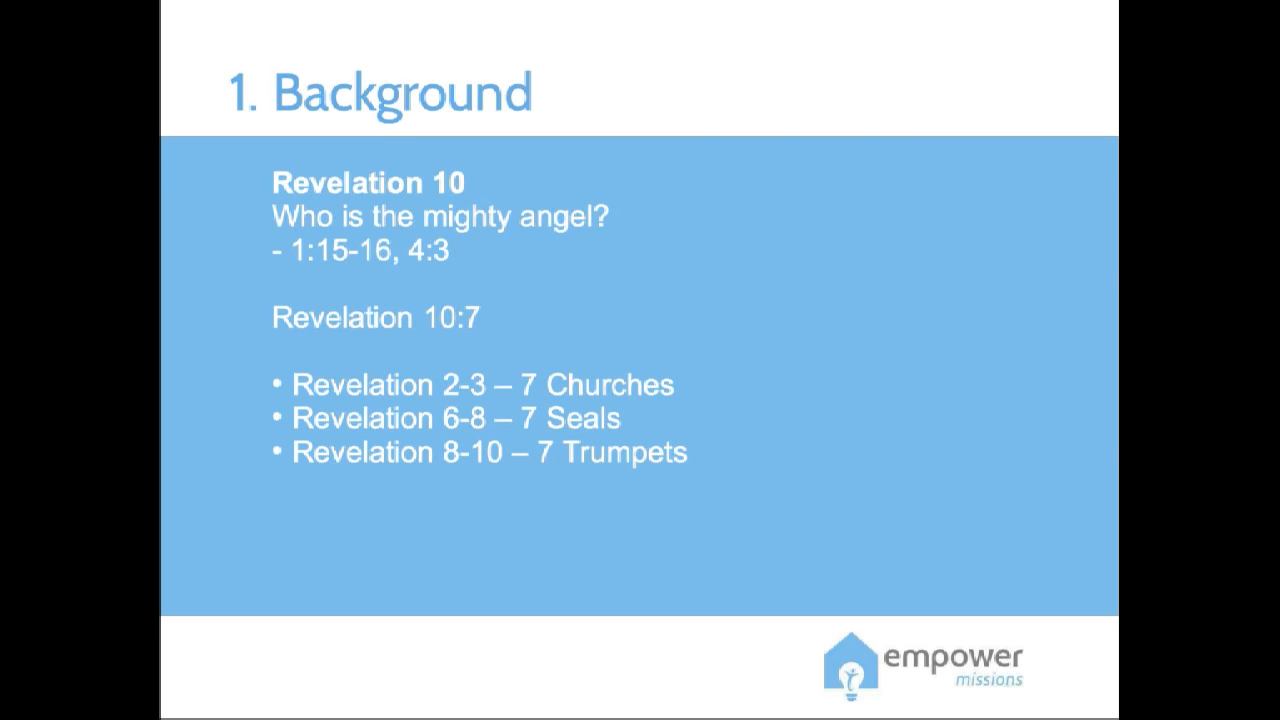 1. Background
Revelation 10
Who is the mighty angel?
- 1:15-16, 4:3
Revelation 10:7
• Revelation 2-3 – 7 Churches
• Revelation 6-8 – 7 Seals
• Revelation 8-10 – 7 Trumpets
empower
missions